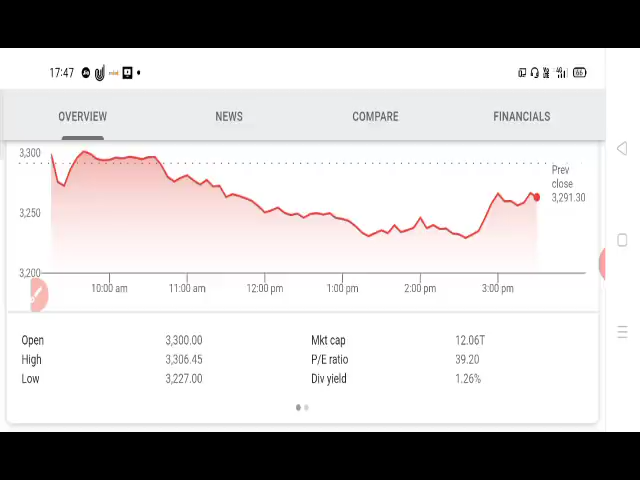 17:47
66
OVERVIEW NEWS COMPARE FINANCIALS
3,300
Prev
close
3,291.30
3,250
3,200
10:00 am 11:00 am 12:00 pm 1:00 pm 2:00 pm 3:00 pm
Open 3,300.00 Mkt cap 12.06T
High 3,306.45 P/E ratio 39.20
Low 3,227.00 Div yield 1.26%